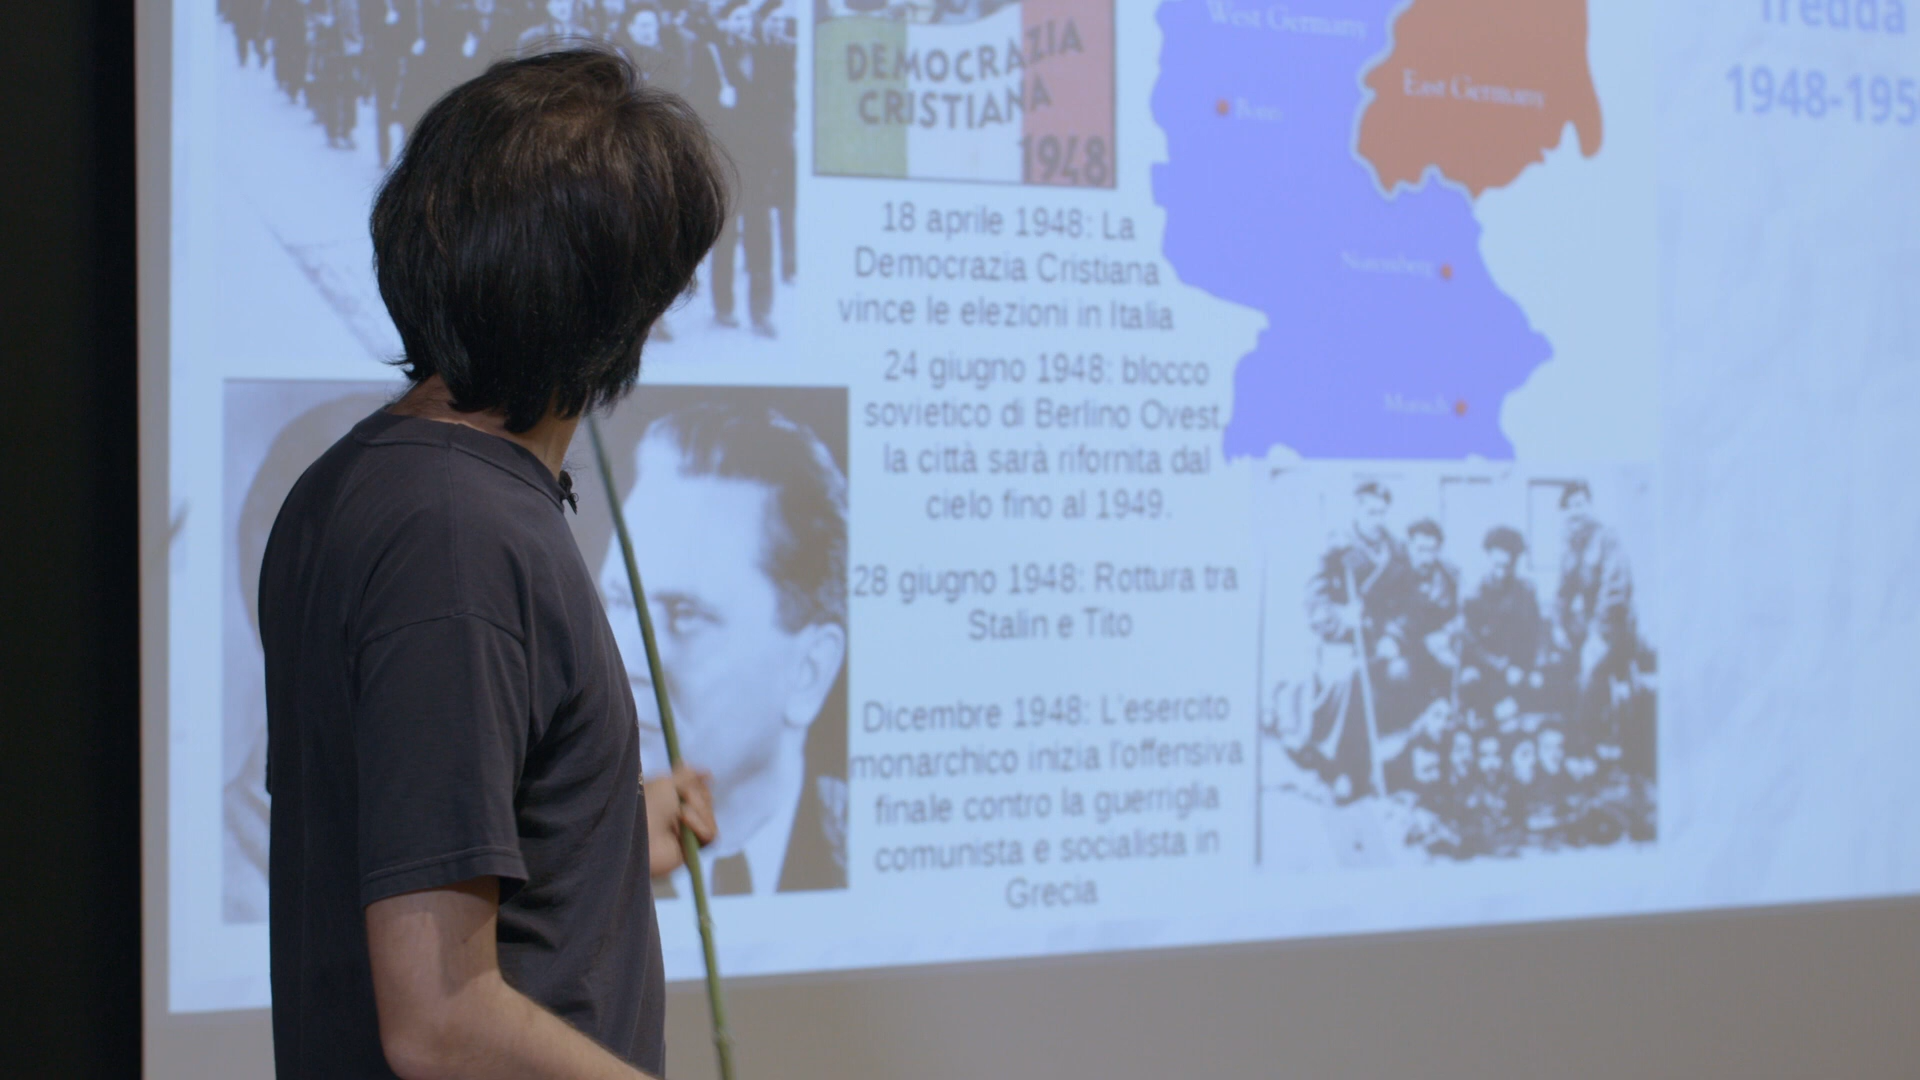 DEMOCRAZIA
CRISTIANA
1948
18 aprile 1948: La
Democrazia Cristiana
vince le elezioni in Italia
24 giugno 1948: blocco
sovietico di Berlino Ovest,
la città sarà rifornita dal
cielo fino al 1949.
28 giugno 1948: Rottura tra
Stalin e Tito
Dicembre 1948: L'esercito
monarchico inizia l'offensiva
finale contro la guerriglia
comunista e socialista in
Grecia
West Germany
East Germany
Bonn
Nuremberg
Munich
fredda
1948-195